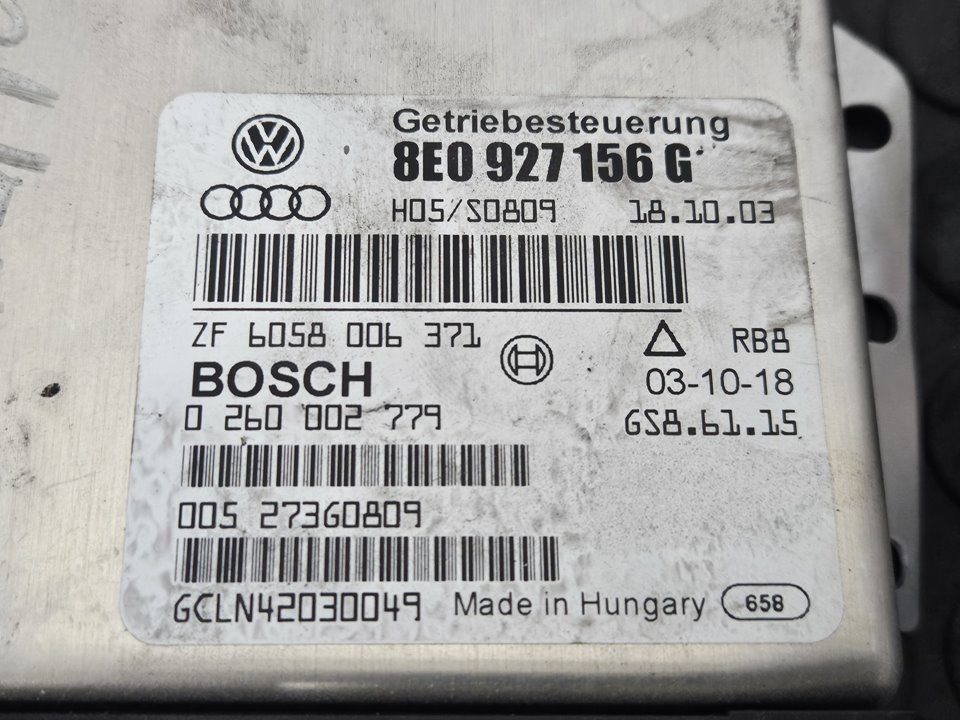 Getriebesteuerung
8E0 927 156 G
H05/S0809 18.10.03
ZF 6058 006 371
RB8
BOSCH
03-10-18
0 260 002 779
GS8.61.15
005 27360809
GCLN42030049 Made in Hungary 658